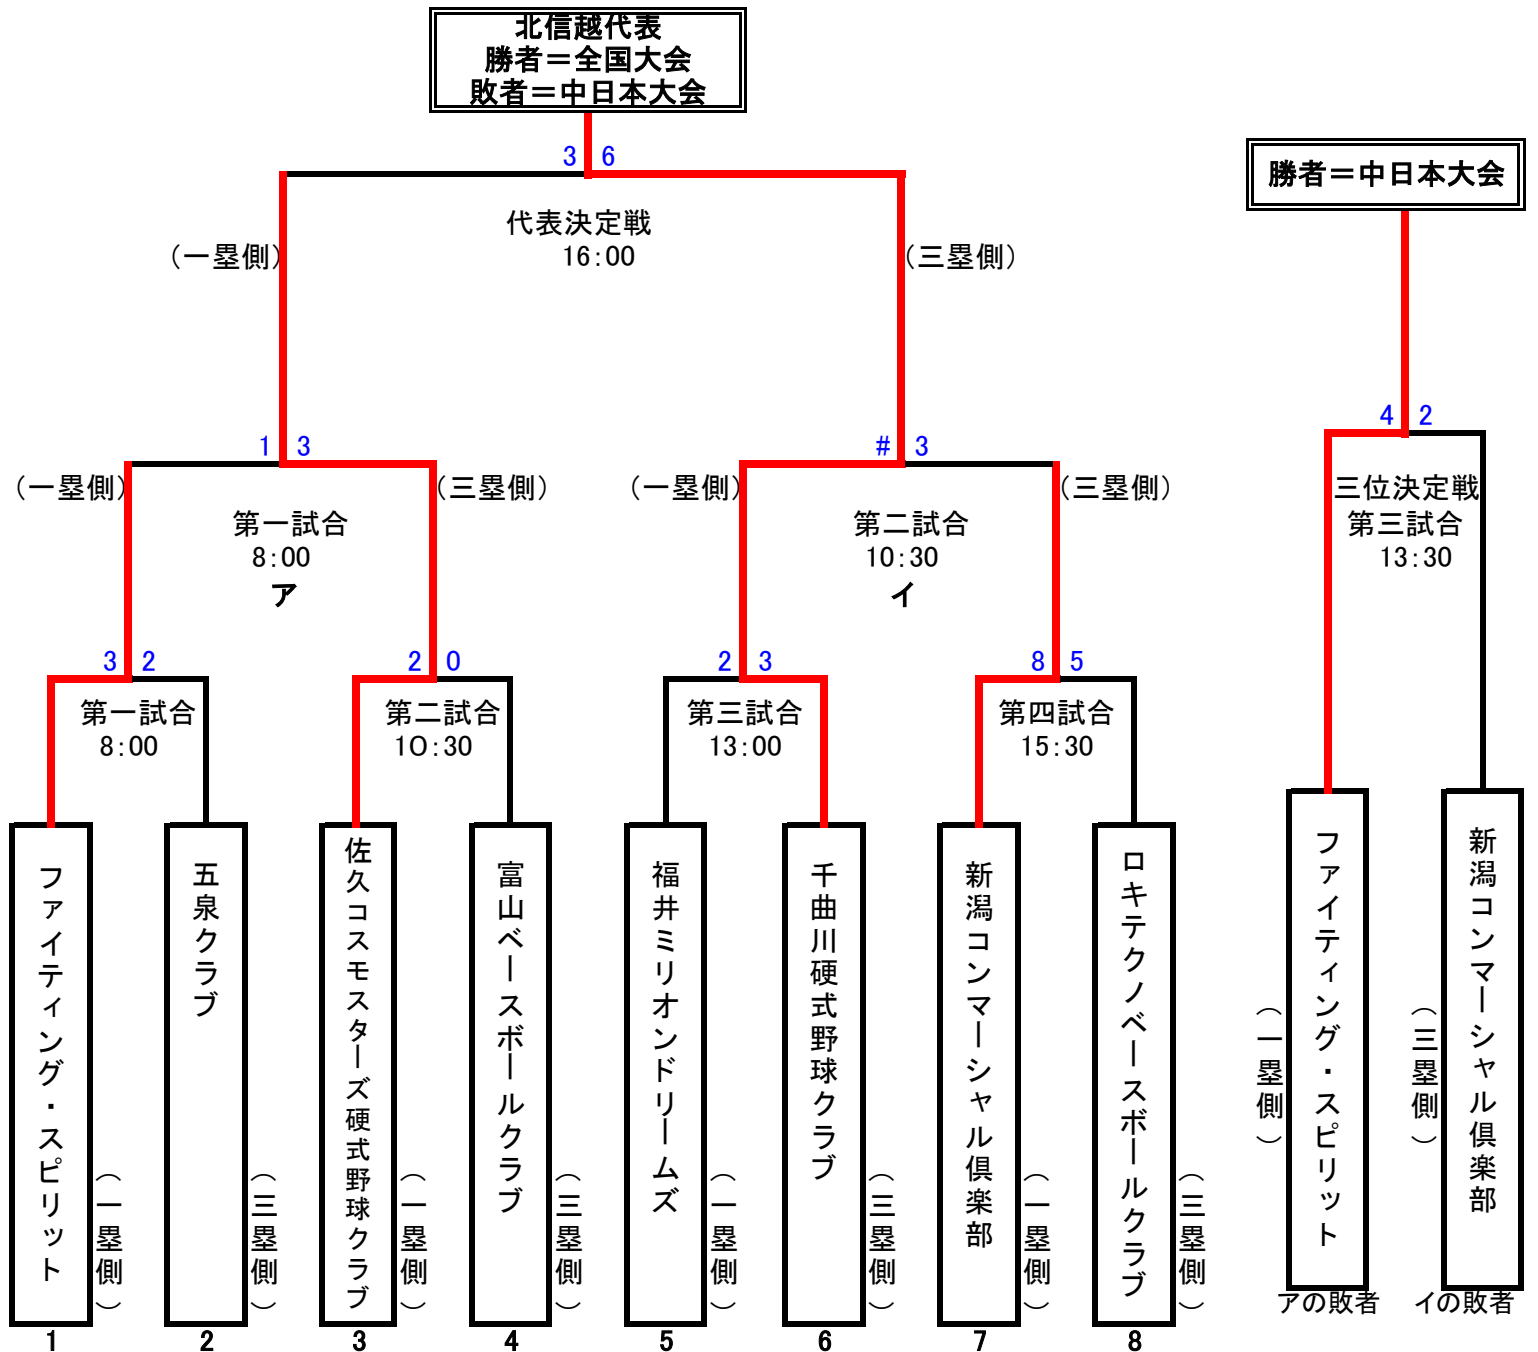 北信越代表
勝者＝全国大会
敗者＝中日本大会
勝者＝中日本大会
3 6
代表決定戦
16:00
（一塁側）
（三塁側）
4 2
三位決定戦
第三試合
13:30
1 3
# 3
（一塁側）
（三塁側）
（一塁側）
（三塁側）
第一試合
8:00
ア
第二試合
10:30
イ
3 2
2 0
2 3
8 5
第一試合
8:00
第二試合
10:30
第三試合
13:00
第四試合
15:30
ファイティング・スピリット
（一塁側）
1
五泉クラブ
（三塁側）
2
佐久コスモスターズ硬式野球クラブ
（一塁側）
3
富山ベースボールクラブ
（三塁側）
4
福井ミリオンドリームズ
（一塁側）
5
千曲川硬式野球クラブ
（三塁側）
6
新潟コンマーシャル倶楽部
（一塁側）
7
ロキテクノベースボールクラブ
（三塁側）
8
（一塁側）
ファイティング・スピリット
アの敗者
（三塁側）
新潟コンマーシャル倶楽部
イの敗者